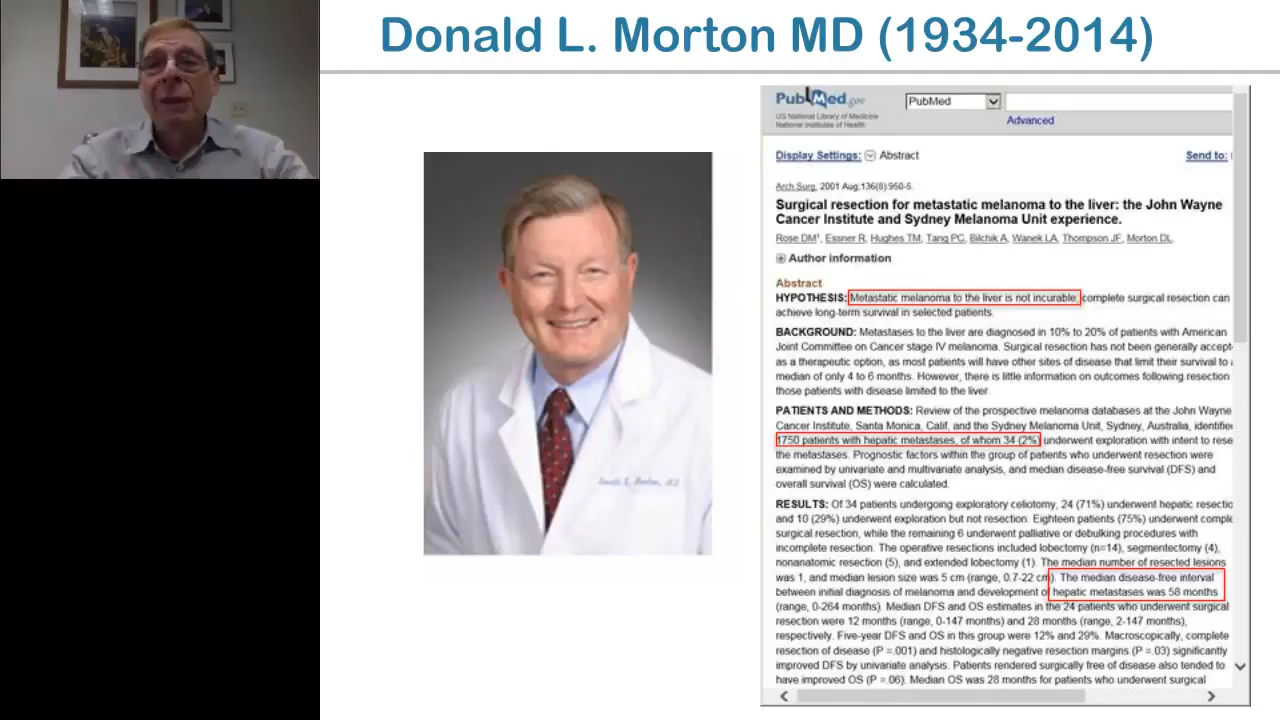 Donald L. Morton MD (1934-2014)
PubMed.gov
US National Library of Medicine
National Institutes of Health
PubMed
Advanced
Display Settings: Abstract
Send to:
Arch Surg. 2001 Aug;136(8):950-5.
Surgical resection for metastatic melanoma to the liver: the John Wayne
Cancer Institute and Sydney Melanoma Unit experience.
Rose DM1, Essner R, Hughes TM, Tang PC, Bilchik A, Wanek LA, Thompson JF, Morton DL.
Author information
Abstract
HYPOTHESIS: Metastatic melanoma to the liver is not incurable; complete surgical resection can
achieve long-term survival in selected patients.
BACKGROUND: Metastases to the liver are diagnosed in 10% to 20% of patients with American
Joint Committee on Cancer stage IV melanoma. Surgical resection has not been generally accept
as a therapeutic option, as most patients will have other sites of disease that limit their survival to a
median of only 4 to 6 months. However, there is little information on outcomes following resection
those patients with disease limited to the liver.
PATIENTS AND METHODS: Review of the prospective melanoma databases at the John Wayne
Cancer Institute, Santa Monica, Calif, and the Sydney Melanoma Unit, Sydney, Australia, identifie
1750 patients with hepatic metastases, of whom 34 (2%) underwent exploration with intent to rese
the metastases. Prognostic factors within the group of patients who underwent resection were
examined by univariate and multivariate analysis, and median disease-free survival (DFS) and
overall survival (OS) were calculated.
RESULTS: Of 34 patients undergoing exploratory celiotomy, 24 (71%) underwent hepatic resectio
and 10 (29%) underwent exploration but not resection. Eighteen patients (75%) underwent comple
surgical resection, while the remaining 6 underwent palliative or debulking procedures with
incomplete resection. The operative resections included lobectomy (n=14), segmentectomy (4),
nonanatomic resection (5), and extended lobectomy (1). The median number of resected lesions
was 1, and median lesion size was 5 cm (range, 0.7-22 cm). The median disease-free interval
between initial diagnosis of melanoma and development of hepatic metastases was 58 months
(range, 0-264 months). Median DFS and OS estimates in the 24 patients who underwent surgical
resection were 12 months (range, 0-147 months) and 28 months (range, 2-147 months),
respectively. Five-year DFS and OS in this group were 12% and 29%. Macroscopically, complete
resection of disease (P =.001) and histologically negative resection margins (P =.03) significantly
improved DFS by univariate analysis. Patients rendered surgically free of disease also tended to
have improved OS (P =.06). Median OS was 28 months for patients who underwent surgical